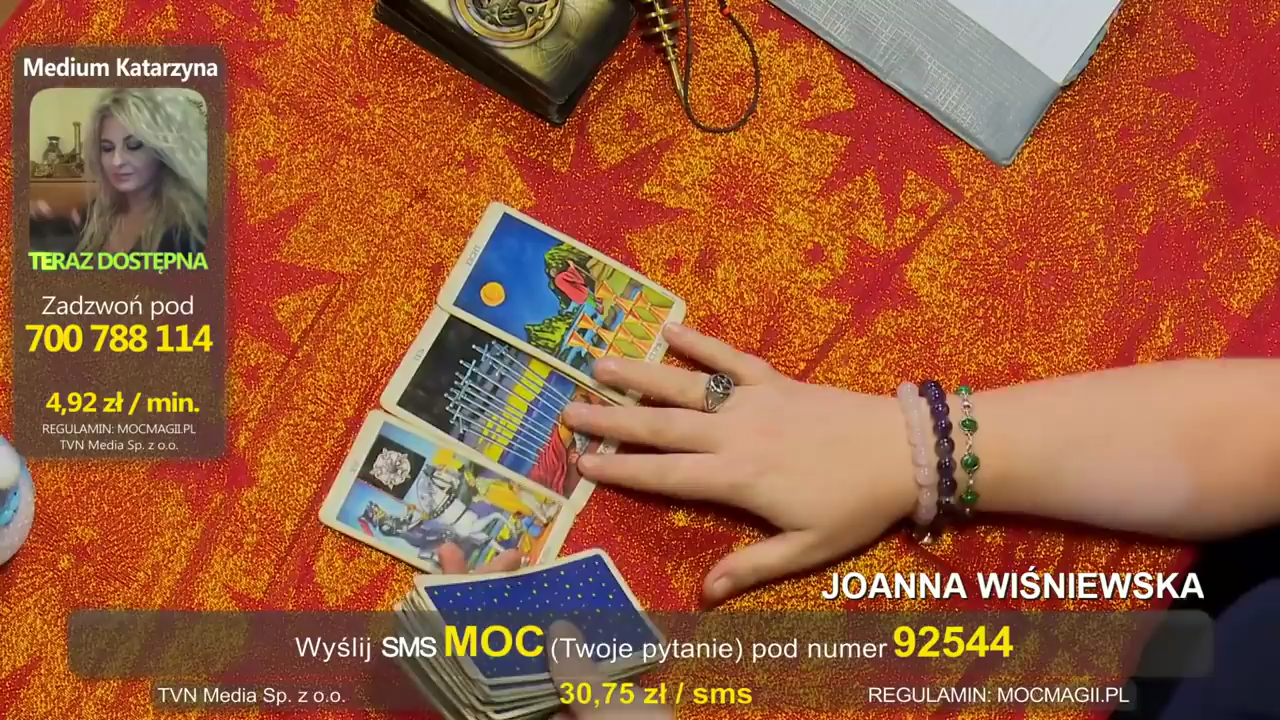 Medium Katarzyna
TERAZ DOSTĘPNA
Zadzwoń pod
700 788 114
4,92 zł / min.
REGULAMIN: MOCMAGII.PL
TVN Media Sp. z o.o.
JOANNA WIŚNIEWSKA
Wyślij SMS MOC (Twoje pytanie) pod numer 92544
TVN Media Sp. z o.o. 30,75 zł / sms REGULAMIN: MOCMAGII.PL